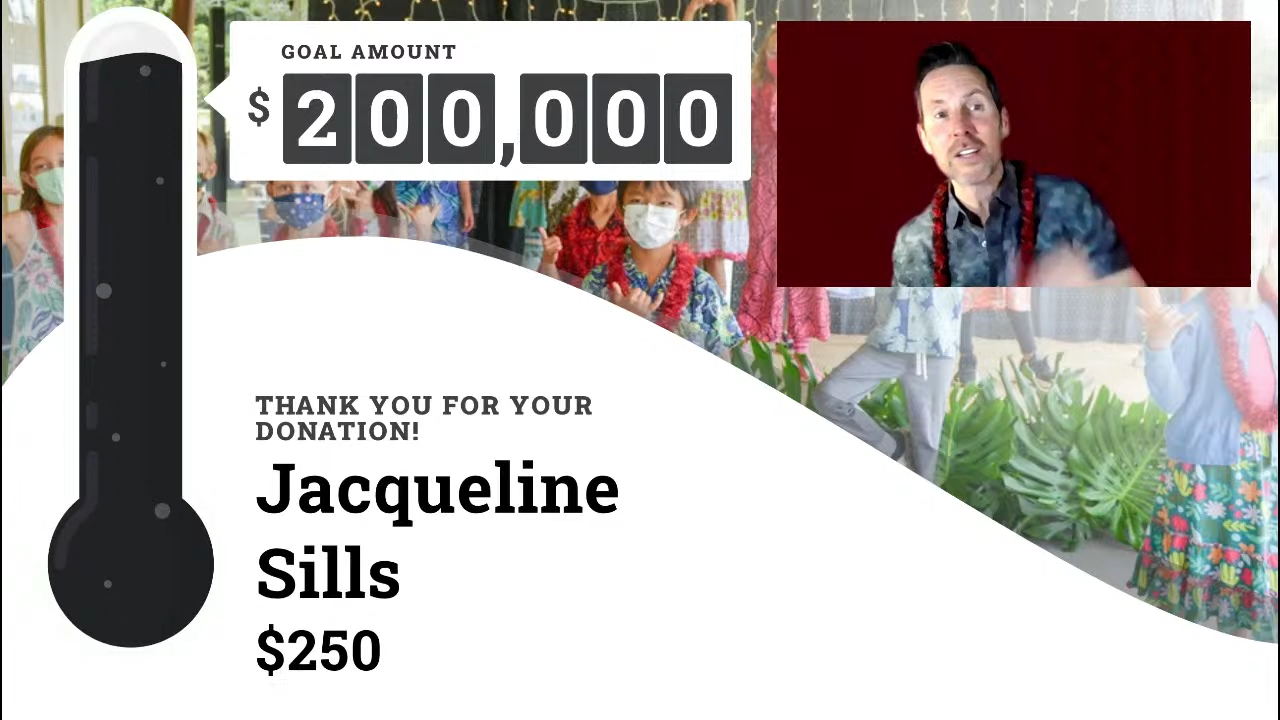 GOAL AMOUNT
$ 200,000
THANK YOU FOR YOUR
DONATION!
Jacqueline
Sills
$250